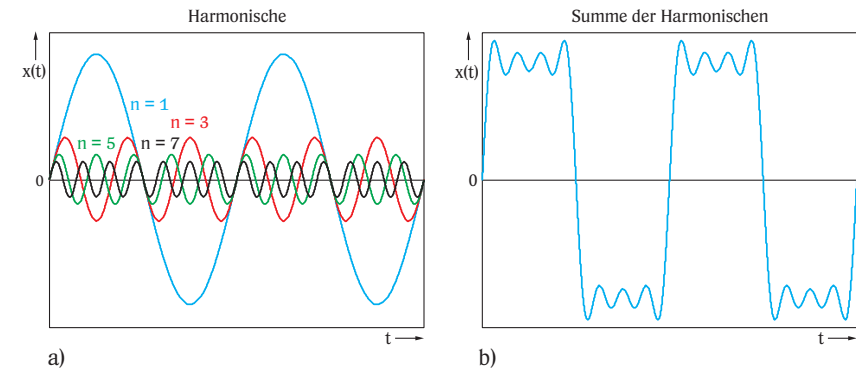 Harmonische
x(t)
n = 1
n = 3
n = 5
n = 7
0
t
a)
Summe der Harmonischen
x(t)
0
t
b)